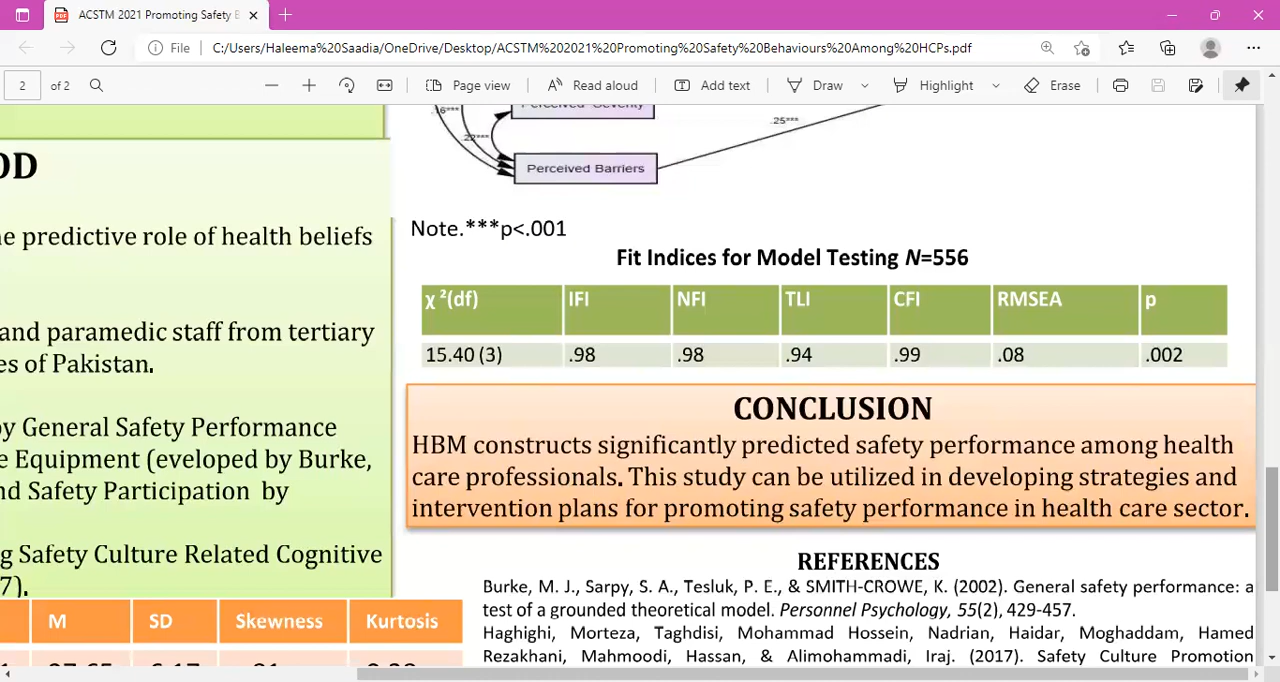 ACSTM 2021 Promoting Safety B
File C:/Users/Haleema%20Saadia/OneDrive/Desktop/ACSTM%202021%20Promoting%20Safety%20Behaviours%20Among%20HCPs.pdf
2 of 2 Page view Read aloud Add text Draw Highlight Erase
Perceived Severity
.16***
.22***
.25***
Perceived Barriers
OD
e predictive role of health beliefs
and paramedic staff from tertiary
es of Pakistan.
by General Safety Performance
e Equipment (eveloped by Burke,
nd Safety Participation by
g Safety Culture Related Cognitive
7).
M SD Skewness Kurtosis
Note.***p<.001
Fit Indices for Model Testing N=556
χ ²(df) IFI NFI TLI CFI RMSEA p
15.40 (3) .98 .98 .94 .99 .08 .002
CONCLUSION
HBM constructs significantly predicted safety performance among health
care professionals. This study can be utilized in developing strategies and
intervention plans for promoting safety performance in health care sector.
REFERENCES
Burke, M. J., Sarpy, S. A., Tesluk, P. E., & SMITH-CROWE, K. (2002). General safety performance: a
test of a grounded theoretical model. Personnel Psychology, 55(2), 429-457.
Haghighi, Morteza, Taghdisi, Mohammad Hossein, Nadrian, Haidar, Moghaddam, Hamed
Rezakhani, Mahmoodi, Hassan, & Alimohammadi, Iraj. (2017). Safety Culture Promotion